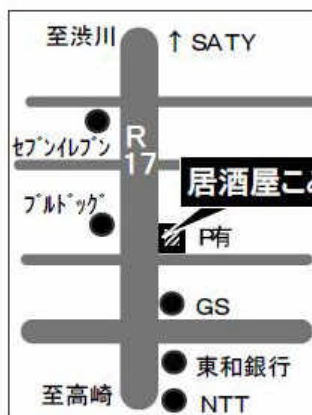 至渋川
↑ SATY
セブンイレブン
R
17
居酒屋こ
ブルドッグ
P有
GS
東和銀行
至高崎
NTT